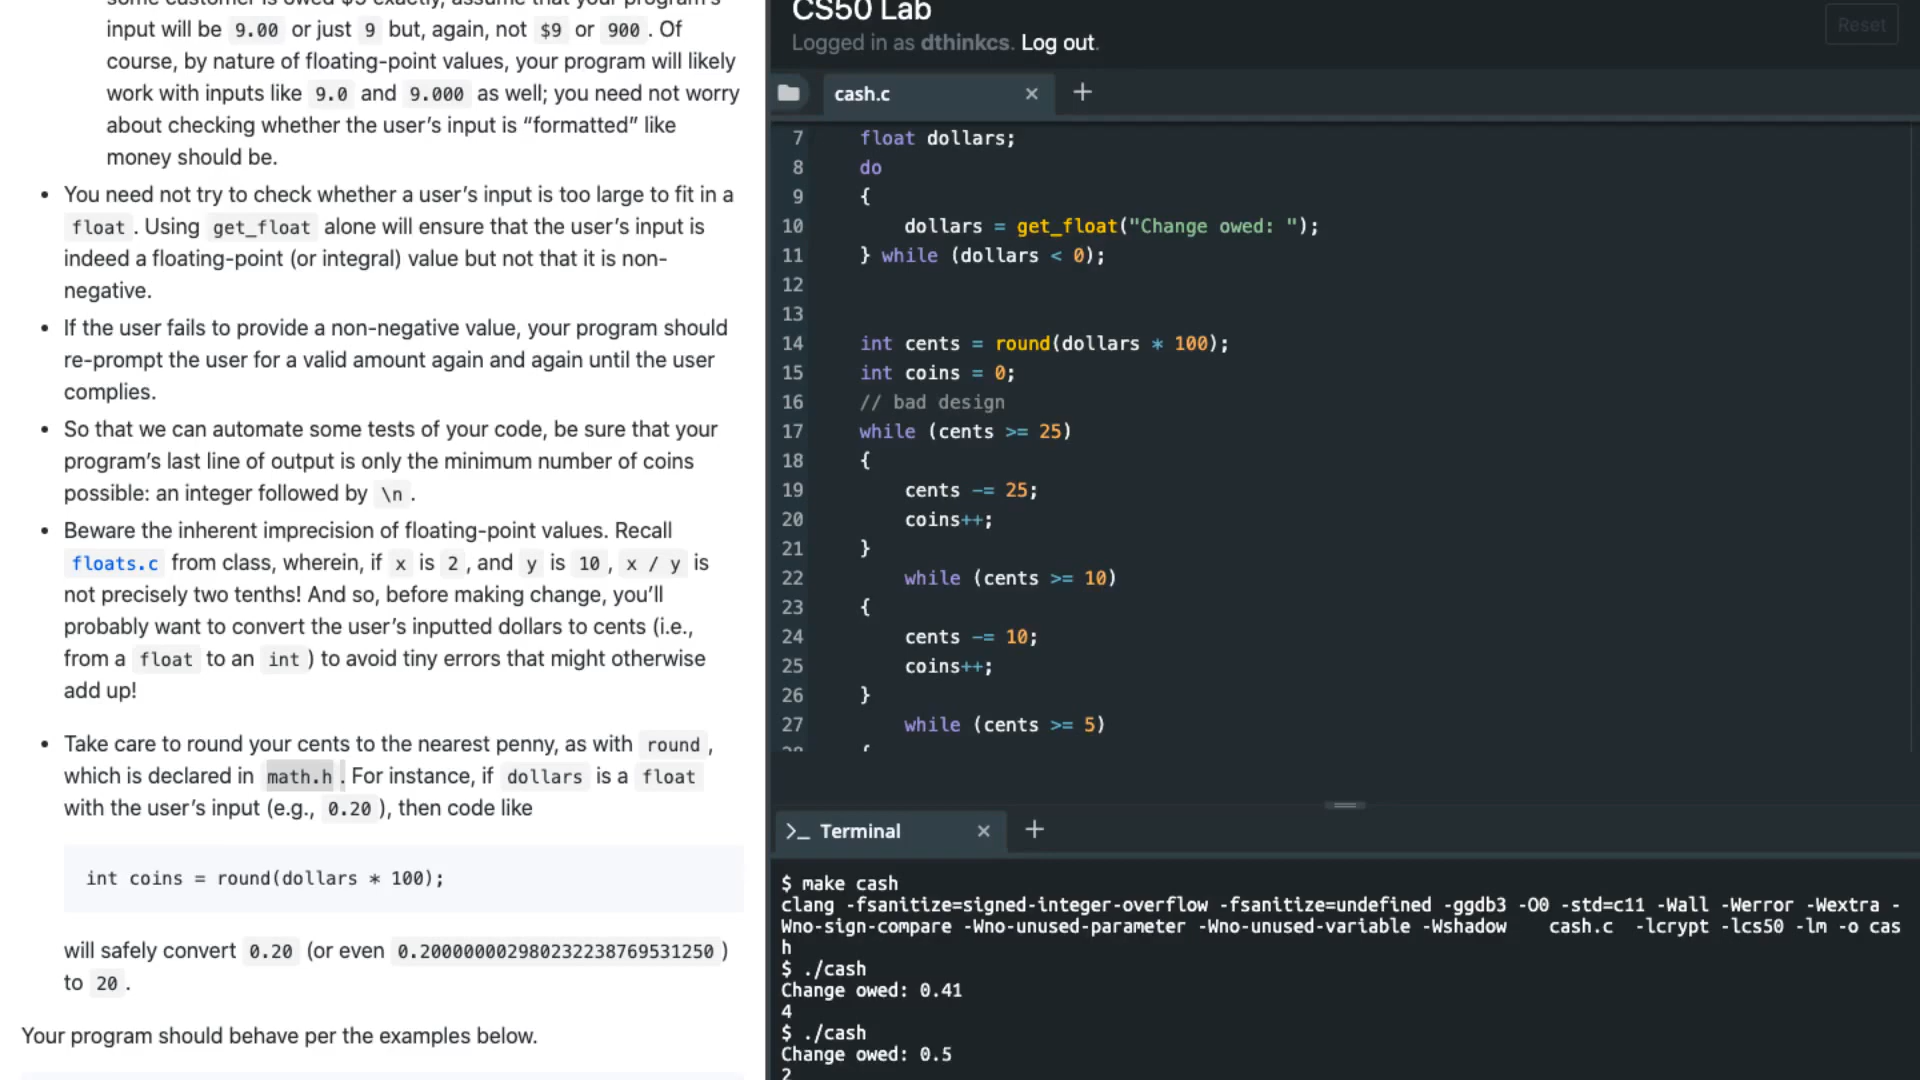 some customer is owed $9 exactly, assume that your program's
input will be 9.00 or just 9 but, again, not $9 or 900 . Of
course, by nature of floating-point values, your program will likely
work with inputs like 9.0 and 9.000 as well; you need not worry
about checking whether the user's input is “formatted” like
money should be.
• You need not try to check whether a user's input is too large to fit in a
float . Using get_float alone will ensure that the user's input is
indeed a floating-point (or integral) value but not that it is non-
negative.
• If the user fails to provide a non-negative value, your program should
re-prompt the user for a valid amount again and again until the user
complies.
• So that we can automate some tests of your code, be sure that your
program's last line of output is only the minimum number of coins
possible: an integer followed by \n .
• Beware the inherent imprecision of floating-point values. Recall
floats.c from class, wherein, if x is 2 , and y is 10 , x / y is
not precisely two tenths! And so, before making change, you'll
probably want to convert the user's inputted dollars to cents (i.e.,
from a float to an int ) to avoid tiny errors that might otherwise
add up!
• Take care to round your cents to the nearest penny, as with round ,
which is declared in math.h . For instance, if dollars is a float
with the user's input (e.g., 0.20 ), then code like
int coins = round(dollars * 100);
will safely convert 0.20 (or even 0.200000002980232238769531250 )
to 20 .
Your program should behave per the examples below.
CS50 Lab
Reset
Logged in as dthinkcs. Log out.
cash.c × +
7 float dollars;
8 do
9 {
10 dollars = get_float("Change owed: ");
11 } while (dollars < 0);
12
13
14 int cents = round(dollars * 100);
15 int coins = 0;
16 // bad design
17 while (cents >= 25)
18 {
19 cents -= 25;
20 coins++;
21 }
22 while (cents >= 10)
23 {
24 cents -= 10;
25 coins++;
26 }
27 while (cents >= 5)
28 {
>_ Terminal × +
$ make cash
clang -fsanitize=signed-integer-overflow -fsanitize=undefined -ggdb3 -O0 -std=c11 -Wall -Werror -Wextra -
Wno-sign-compare -Wno-unused-parameter -Wno-unused-variable -Wshadow cash.c -lcrypt -lcs50 -lm -o cas
h
$ ./cash
Change owed: 0.41
4
$ ./cash
Change owed: 0.5
2